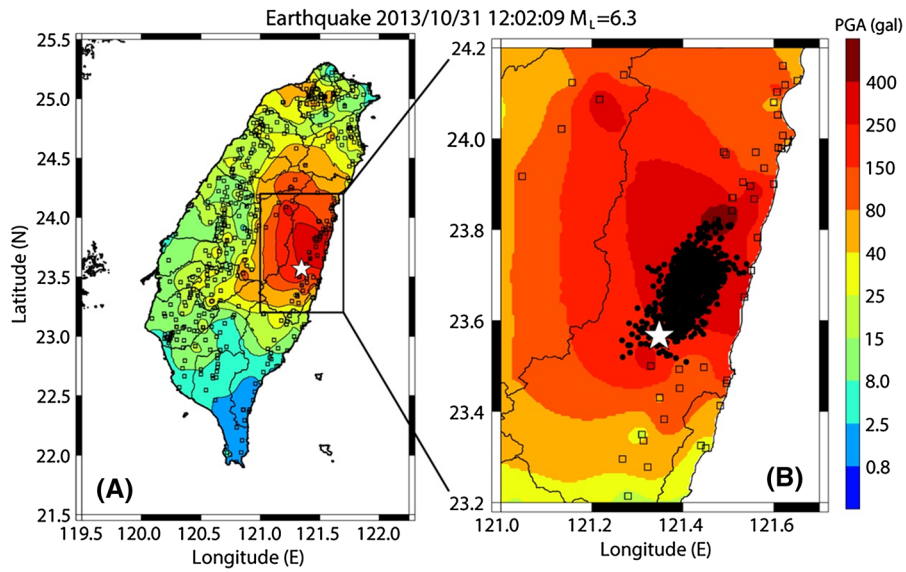 Earthquake 2013/10/31 12:02:09 ML=6.3
PGA (gal)
25.5
25.0
24.5
24.0
23.5
23.0
22.5
22.0
21.5
Latitude (N)
119.5 120.0 120.5 121.0 121.5 122.0
Longitude (E)
(A)
24.2
24.0
23.8
23.6
23.4
23.2
121.0 121.2 121.4 121.6
Longitude (E)
(B)
400
250
150
80
40
25
15
8.0
2.5
0.8